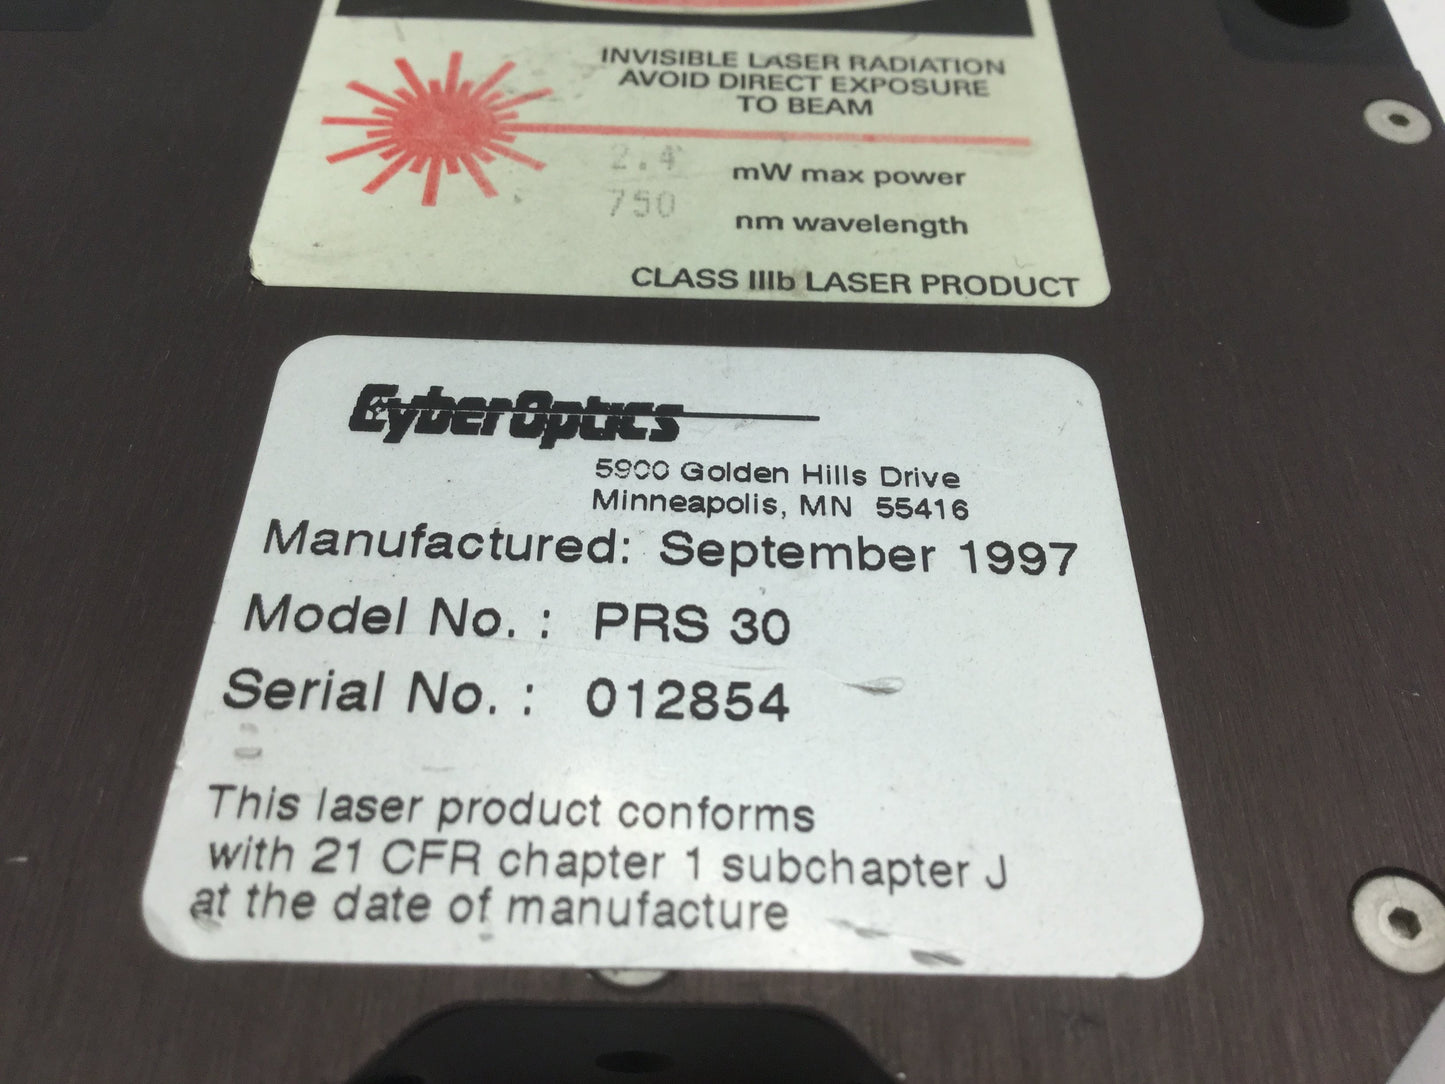 INVISIBLE LASER RADIATION
AVOID DIRECT EXPOSURE
TO BEAM
2.4 mW max power
750 nm wavelength
CLASS IIIb LASER PRODUCT
CyberOptics
5900 Golden Hills Drive
Minneapolis, MN 55416
Manufactured: September 1997
Model No. : PRS 30
Serial No. : 012854
This laser product conforms
with 21 CFR chapter 1 subchapter J
at the date of manufacture